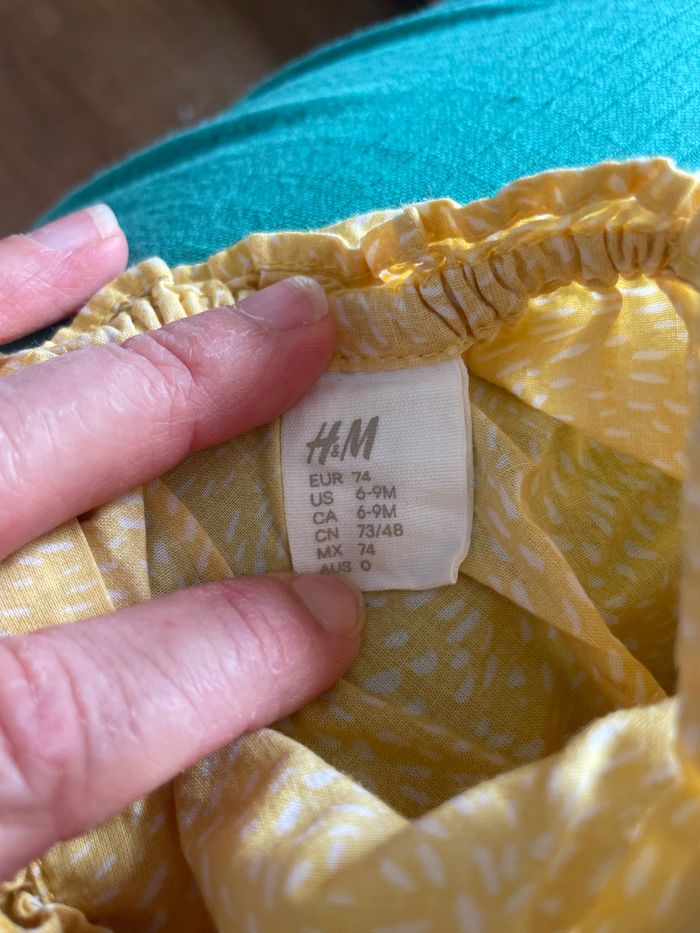 H&M
EUR 74
US 6-9M
CA 6-9M
CN 73/48
MX 74
AUS 0